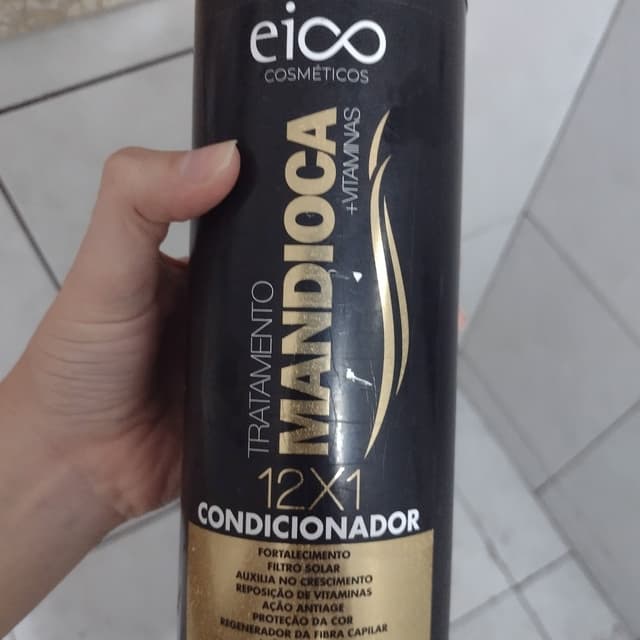 eico
COSMÉTICOS
TRATAMENTO
MANDIOCA
+VITAMINAS
12X1
CONDICIONADOR
FORTALECIMENTO
FILTRO SOLAR
AUXILIA NO CRESCIMENTO
REPOSIÇÃO DE VITAMINAS
AÇÃO ANTIAGE
PROTEÇÃO DA COR
REGENERADOR DA FIBRA CAPILAR